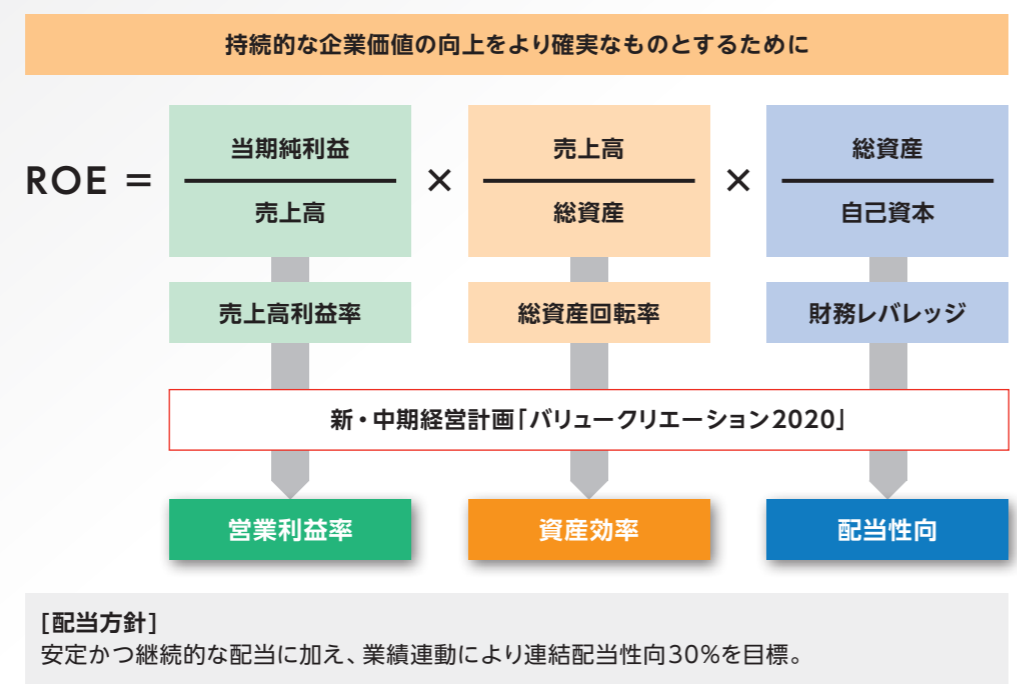 持続的な企業価値の向上をより確実なものとするために
ROE = 当期純利益 / 売上高 × 売上高 / 総資産 × 総資産 / 自己資本
売上高利益率 総資産回転率 財務レバレッジ
新・中期経営計画「バリュークリエーション2020」
営業利益率 資産効率 配当性向
[配当方針]
安定かつ継続的な配当に加え、業績連動により連結配当性向30%を目標。